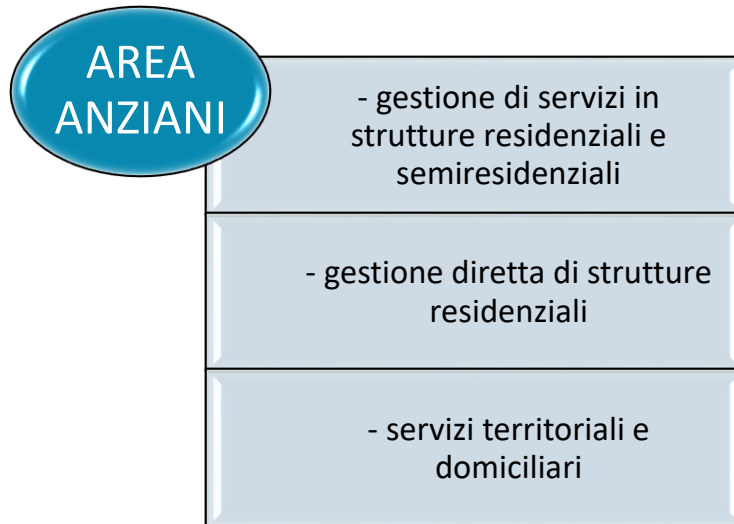 AREA
ANZIANI
- gestione di servizi in
strutture residenziali e
semiresidenziali
- gestione diretta di strutture
residenziali
- servizi territoriali e
domiciliari